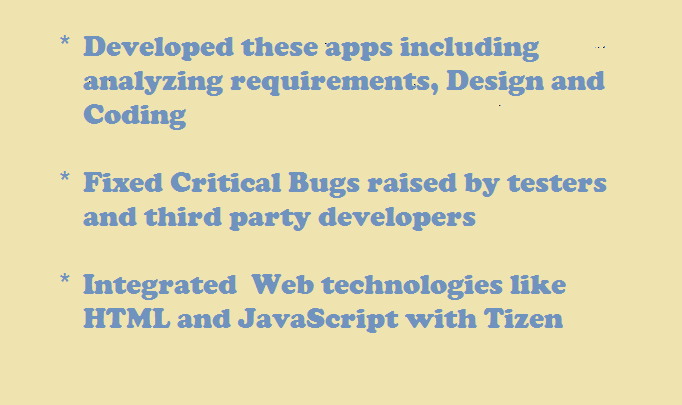 * Developed these apps including
analyzing requirements, Design and
Coding
* Fixed Critical Bugs raised by testers
and third party developers
* Integrated  Web technologies like
HTML and JavaScript with Tizen